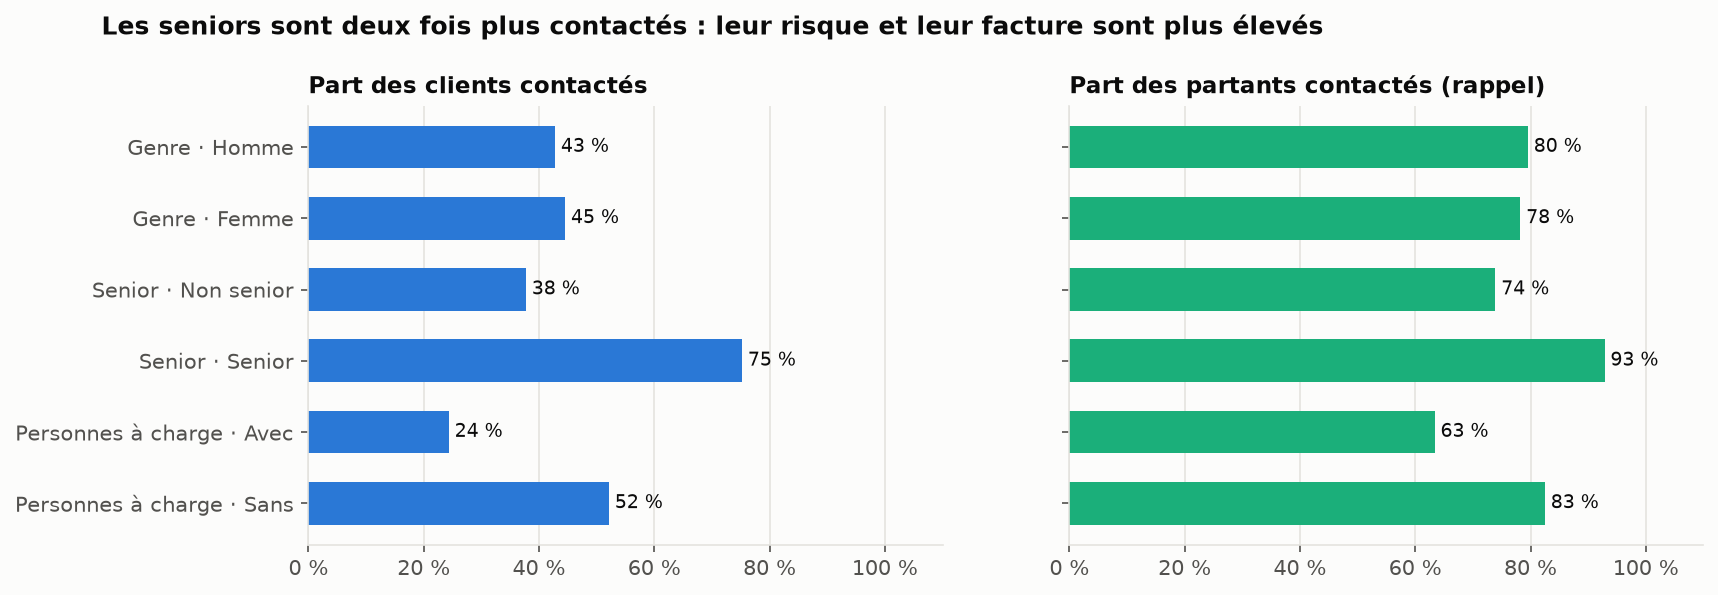 Les seniors sont deux fois plus contactés : leur risque et leur facture sont plus élevés
Part des clients contactés
Genre · Homme
43 %
Genre · Femme
45 %
Senior · Non senior
38 %
Senior · Senior
75 %
Personnes à charge · Avec
24 %
Personnes à charge · Sans
52 %
0 % 20 % 40 % 60 % 80 % 100 %
Part des partants contactés (rappel)
80 %
78 %
74 %
93 %
63 %
83 %
0 % 20 % 40 % 60 % 80 % 100 %